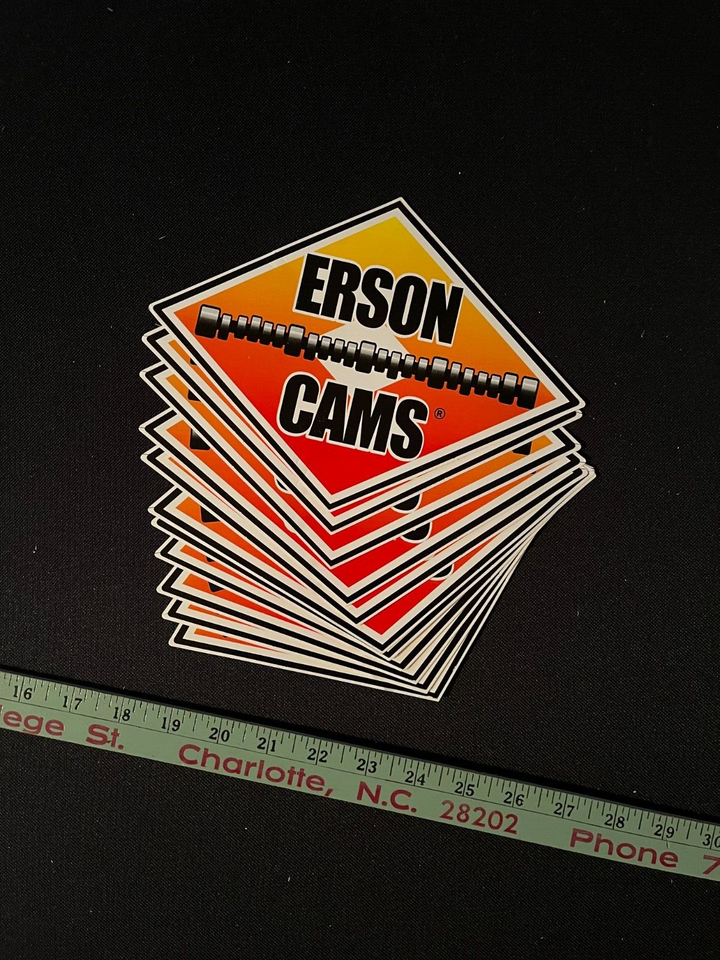 ERSON
CAMS®
16 17 18 19 20 21 22 23 24 25 26 27 28 29 30
ege St. Charlotte, N.C. 28202 Phone 7